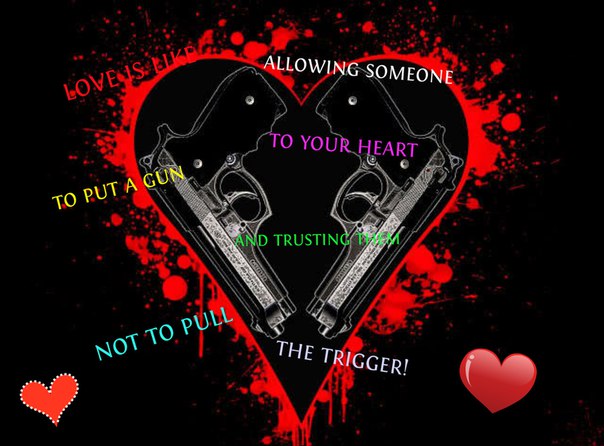 LOVE IS LIKE
ALLOWING SOMEONE
TO PUT A GUN
TO YOUR HEART
AND TRUSTING THEM
NOT TO PULL
THE TRIGGER!